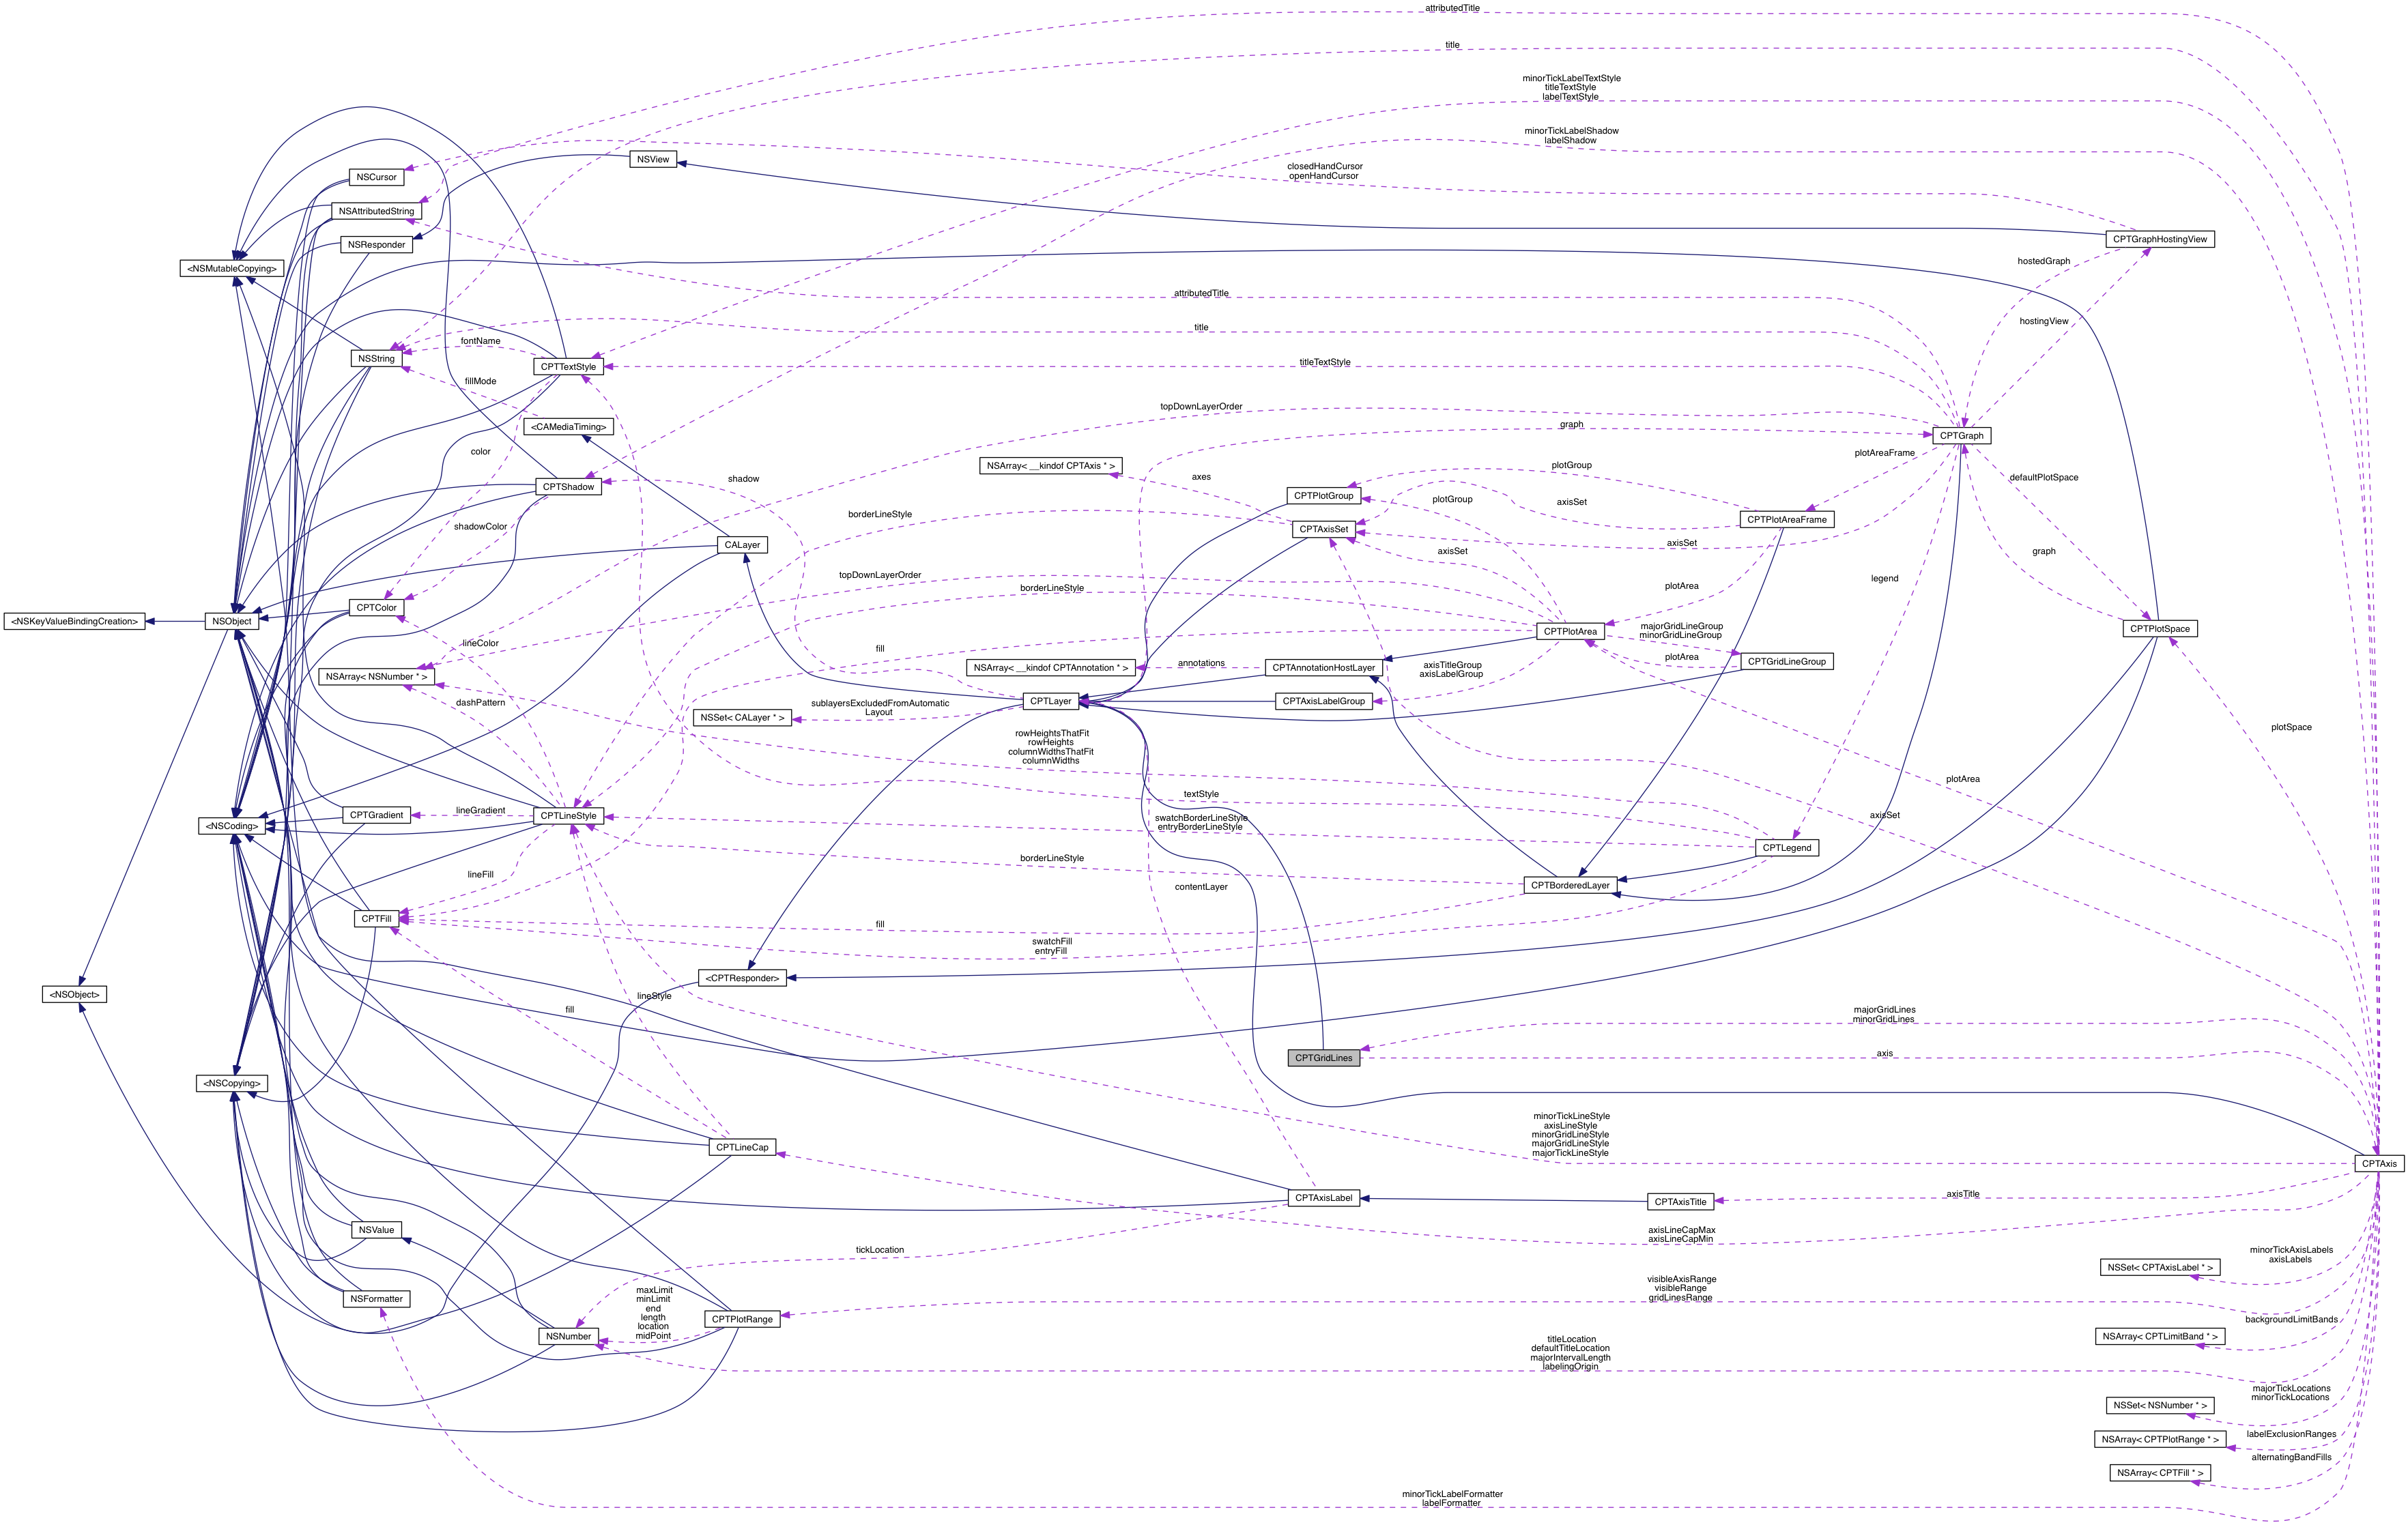 attributedTitle
title
minorTickLabelTextStyle
titleTextStyle
labelTextStyle
minorTickLabelShadow
labelShadow
NSView
closedHandCursor
openHandCursor
NSCursor
NSAttributedString
CPTGraphHostingView
NSResponder
hostedGraph
<NSMutableCopying>
attributedTitle
hostingView
title
fontName
NSString
CPTTextStyle
titleTextStyle
fillMode
topDownLayerOrder
<CAMediaTiming>
graph
CPTGraph
color
plotAreaFrame
NSArray< __kindof CPTAxis * >
plotGroup
axes
shadow
defaultPlotSpace
CPTShadow
CPTPlotGroup
plotGroup
axisSet
borderLineStyle
CPTPlotAreaFrame
shadowColor
CPTAxisSet
axisSet
CALayer
axisSet
graph
topDownLayerOrder
legend
borderLineStyle
plotArea
CPTColor
<NSKeyValueBindingCreation>
NSObject
majorGridLineGroup
minorGridLineGroup
CPTPlotArea
CPTPlotSpace
lineColor
fill
plotArea
CPTGridLineGroup
annotations
NSArray< __kindof CPTAnnotation * >
CPTAnnotationHostLayer
axisTitleGroup
axisLabelGroup
NSArray< NSNumber * >
dashPattern
sublayersExcludedFromAutomatic
Layout
CPTLayer
CPTAxisLabelGroup
NSSet< CALayer * >
rowHeightsThatFit
rowHeights
columnWidthsThatFit
columnWidths
plotSpace
plotArea
textStyle
lineGradient
CPTGradient
CPTLineStyle
swatchBorderLineStyle
entryBorderLineStyle
axisSet
<NSCoding>
CPTLegend
borderLineStyle
lineFill
contentLayer
CPTBorderedLayer
CPTFill
fill
swatchFill
entryFill
<CPTResponder>
<NSObject>
lineStyle
fill
majorGridLines
minorGridLines
CPTGridLines
axis
<NSCopying>
minorTickLineStyle
axisLineStyle
minorGridLineStyle
majorGridLineStyle
majorTickLineStyle
CPTLineCap
CPTAxis
CPTAxisLabel
CPTAxisTitle
axisTitle
NSValue
axisLineCapMax
axisLineCapMin
tickLocation
minorTickAxisLabels
axisLabels
NSSet< CPTAxisLabel * >
visibleAxisRange
visibleRange
gridLinesRange
NSFormatter
maxLimit
minLimit
end
length
location
midPoint
CPTPlotRange
backgroundLimitBands
NSNumber
NSArray< CPTLimitBand * >
titleLocation
defaultTitleLocation
majorIntervalLength
labelingOrigin
majorTickLocations
minorTickLocations
NSSet< NSNumber * >
labelExclusionRanges
NSArray< CPTPlotRange * >
alternatingBandFills
NSArray< CPTFill * >
minorTickLabelFormatter
labelFormatter